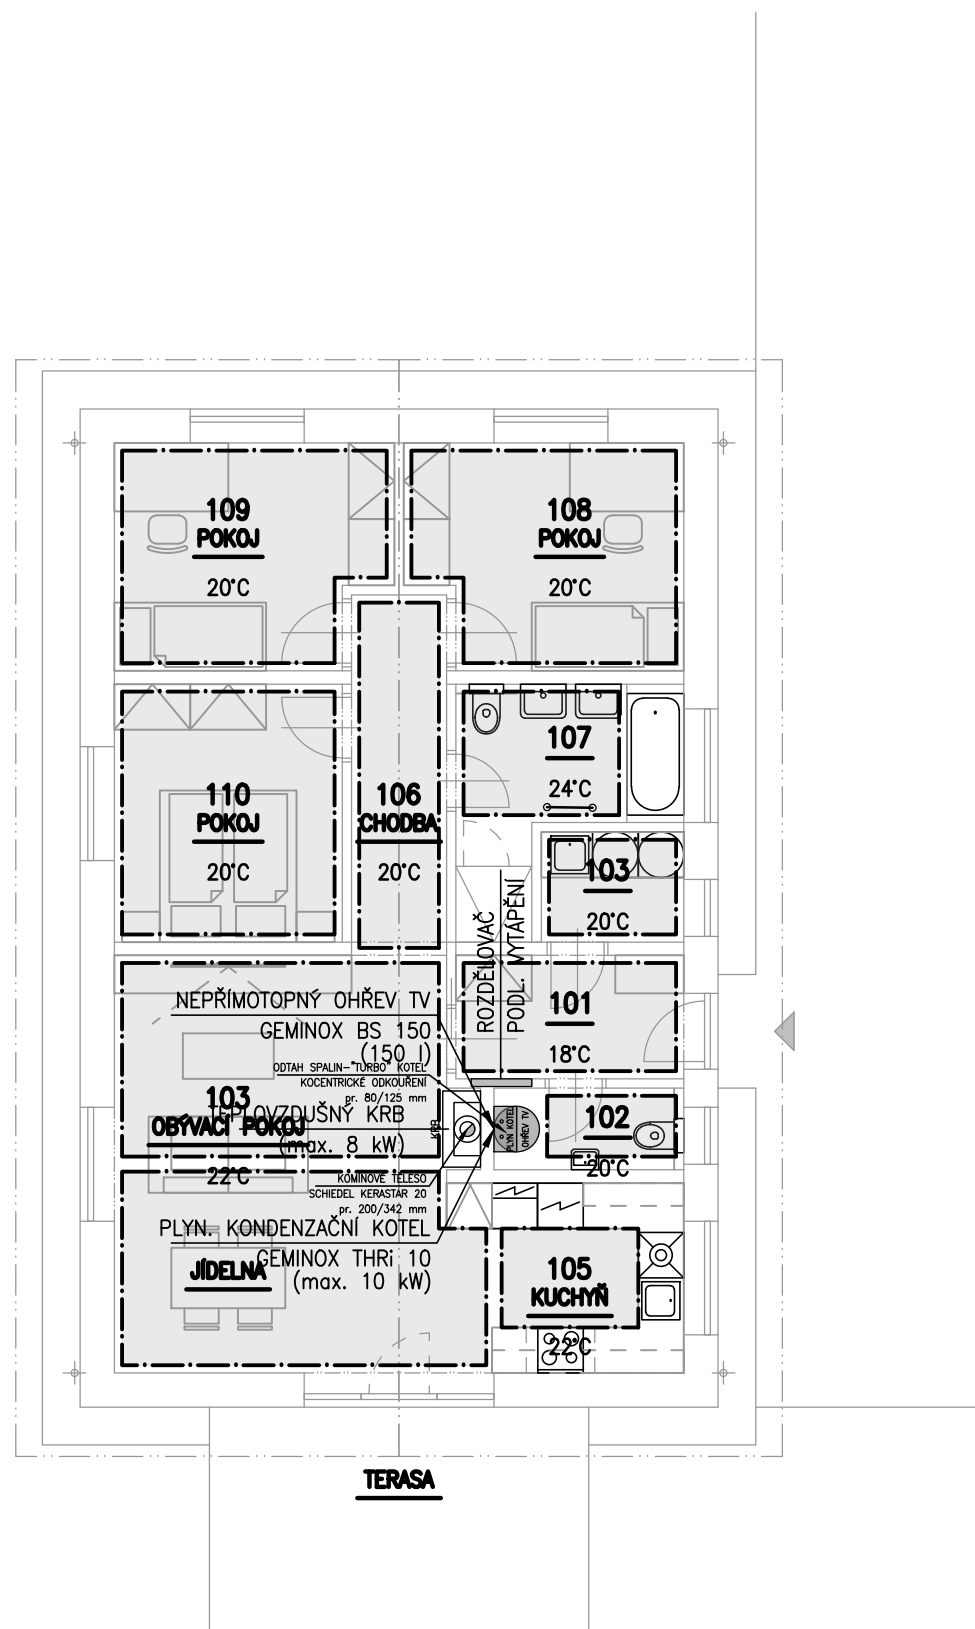 109
POKOJ
20°C
108
POKOJ
20°C
107
24°C
110
POKOJ
20°C
106
CHODBA
20°C
103
20°C
ROZDĚLOVAČ
PODL. VYTÁPĚNÍ
101
18°C
NEPŘÍMOTOPNÝ OHŘEV TV
GEMINOX BS 150
(150 l)
ODTAH SPALIN-"TURBO" KOTEL
KOCENTRICKÉ ODKOUŘENÍ
pr. 80/125 mm
103
OBÝVACÍ POKOJ
22°C
TEPLOVZDUŠNÝ KRB
(max. 8 kW)
KRB
PLYN KOTEL
OHŘEV TV
102
20°C
KOMÍNOVÉ TĚLESO
SCHIEDEL KERASTAR 20
pr. 200/342 mm
PLYN. KONDENZAČNÍ KOTEL
GEMINOX THRi 10
(max. 10 kW)
JÍDELNA
105
KUCHYŇ
22°C
TERASA